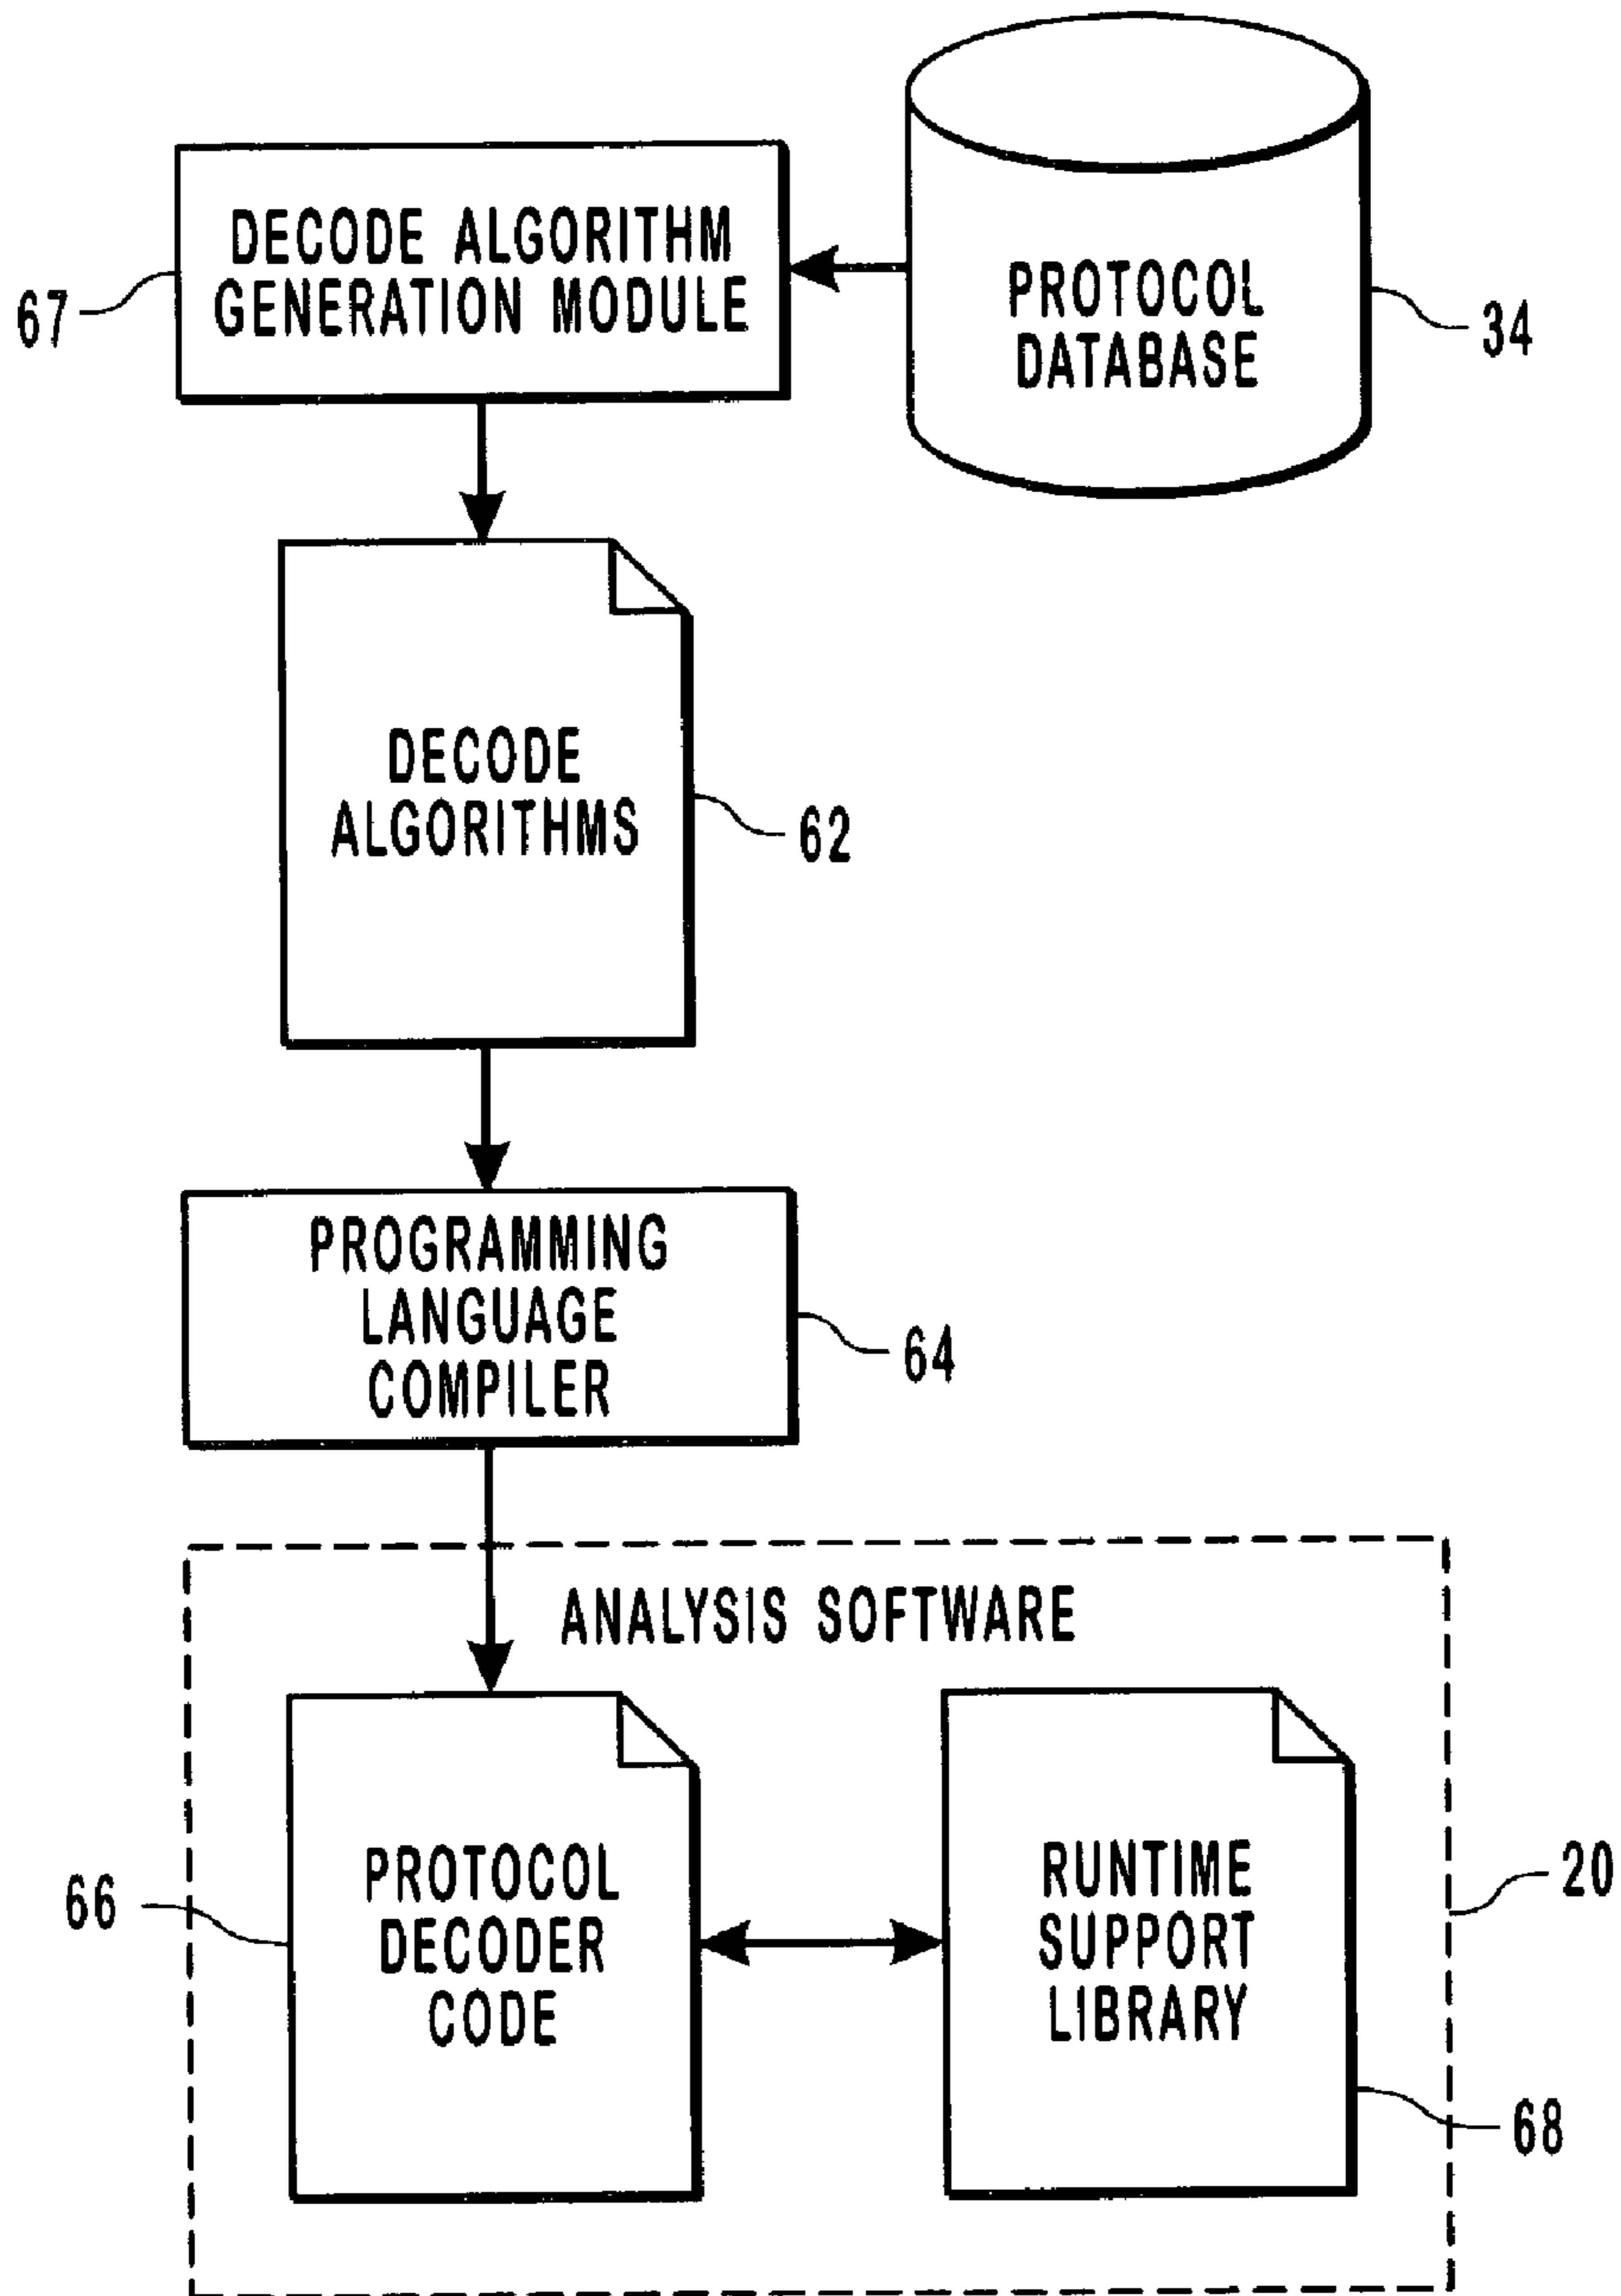 DECODE ALGORITHM
GENERATION MODULE
67
PROTOCOL
DATABASE
34
DECODE
ALGORITHMS
62
PROGRAMMING
LANGUAGE
COMPILER
64
ANALYSIS SOFTWARE
66
PROTOCOL
DECODER
CODE
RUNTIME
SUPPORT
LIBRARY
20
68